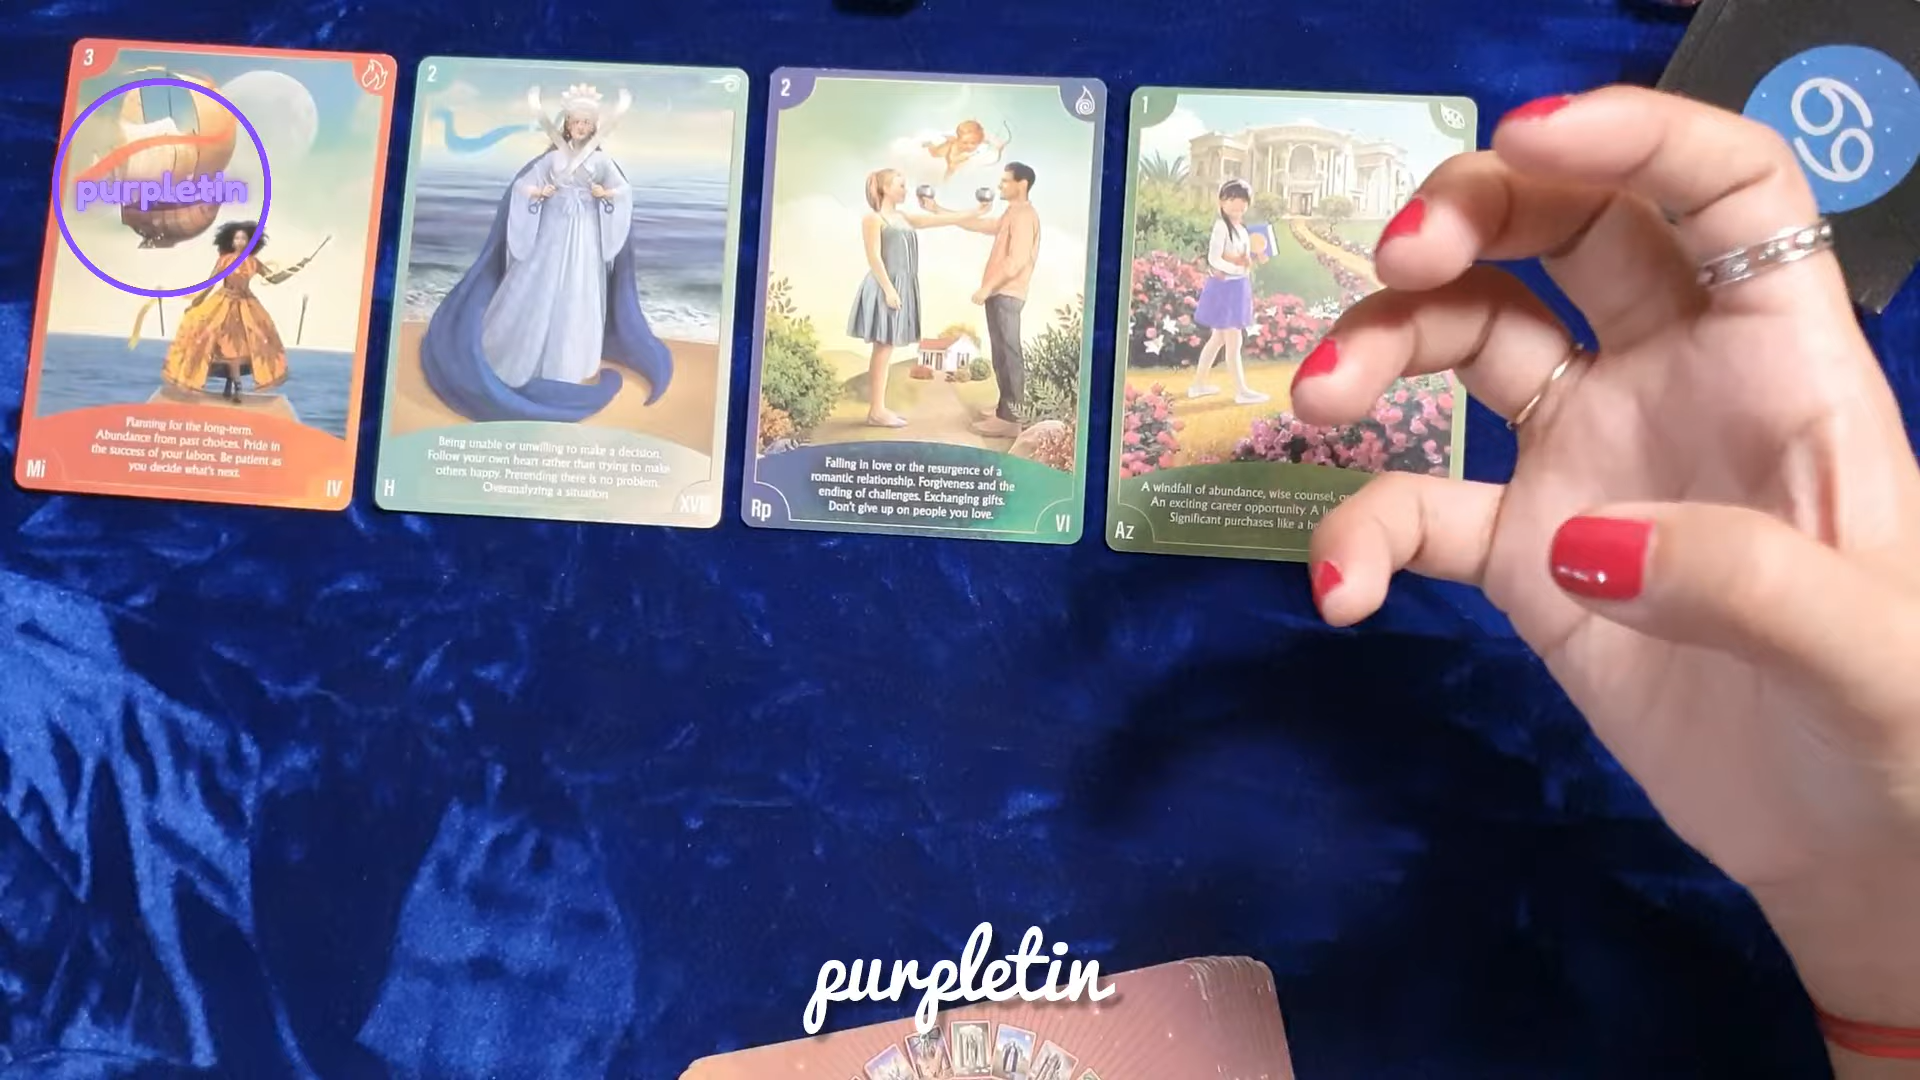 3
purpletin
Planning for the long-term.
Abundance from past choices. Pride in
the success of your labors. Be patient as
you decide what's next.
Mi
IV
2
Being unable or unwilling to make a decision.
Follow your own heart rather than trying to make
others happy. Pretending there is no problem.
Overanalyzing a situation.
H
2
Falling in love or the resurgence of a
romantic relationship. Forgiveness and the
ending of challenges. Exchanging gifts.
Don't give up on people you love.
Rp
VI
1
A windfall of abundance, wise counsel,
An exciting career opportunity. A
Significant purchases like a
Az
purpletin